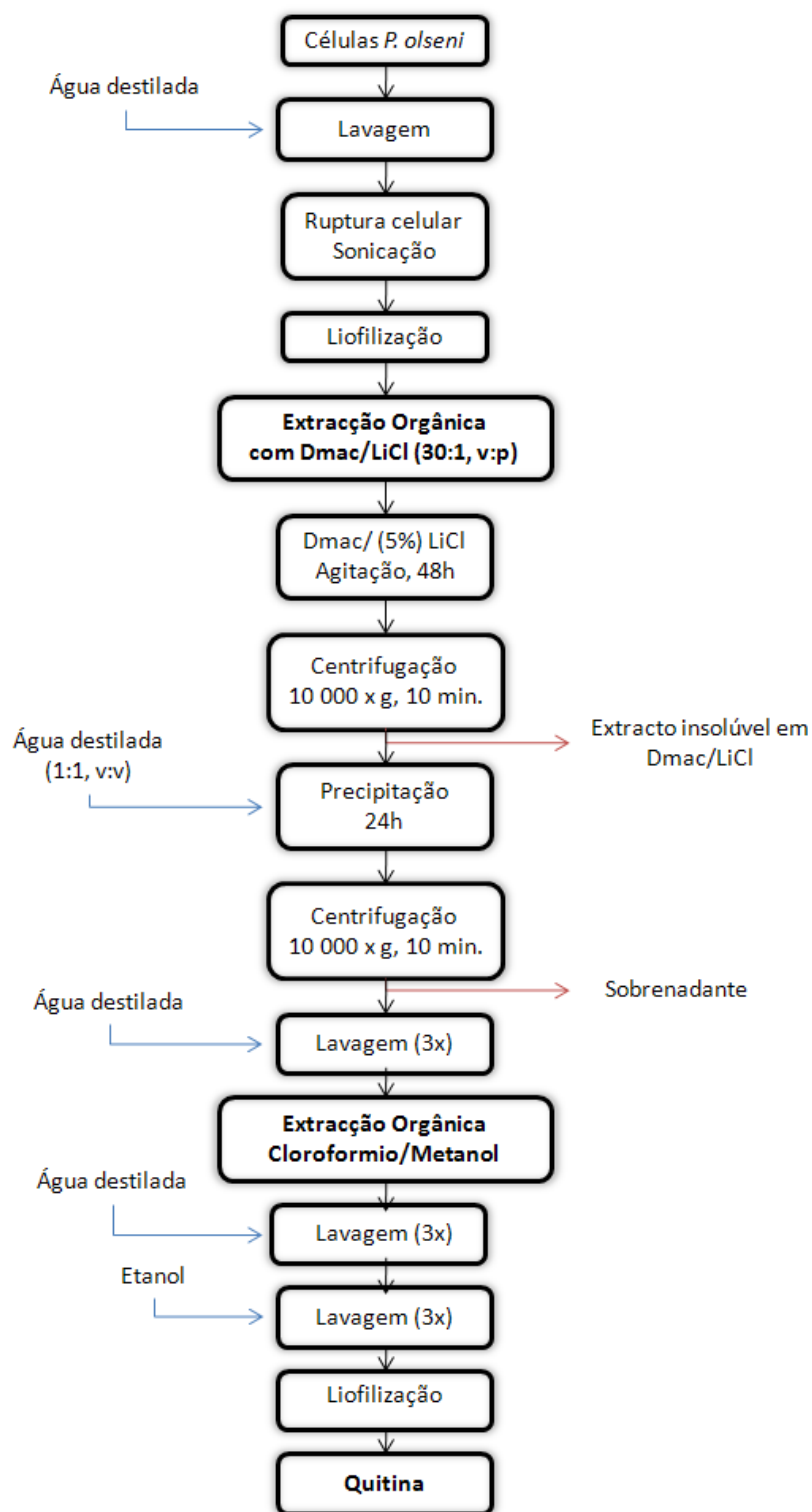 Células P. olseni
Água destilada
Lavagem
Ruptura celular
Sonicação
Liofilização
Extracção Orgânica
com Dmac/LiCl (30:1, v:p)
Dmac/ (5%) LiCl
Agitação, 48h
Centrifugação
10 000 x g, 10 min.
Extracto insolúvel em
Dmac/LiCl
Água destilada
(1:1, v:v)
Precipitação
24h
Centrifugação
10 000 x g, 10 min.
Sobrenadante
Água destilada
Lavagem (3x)
Extracção Orgânica
Cloroformio/Metanol
Água destilada
Lavagem (3x)
Etanol
Lavagem (3x)
Liofilização
Quitina